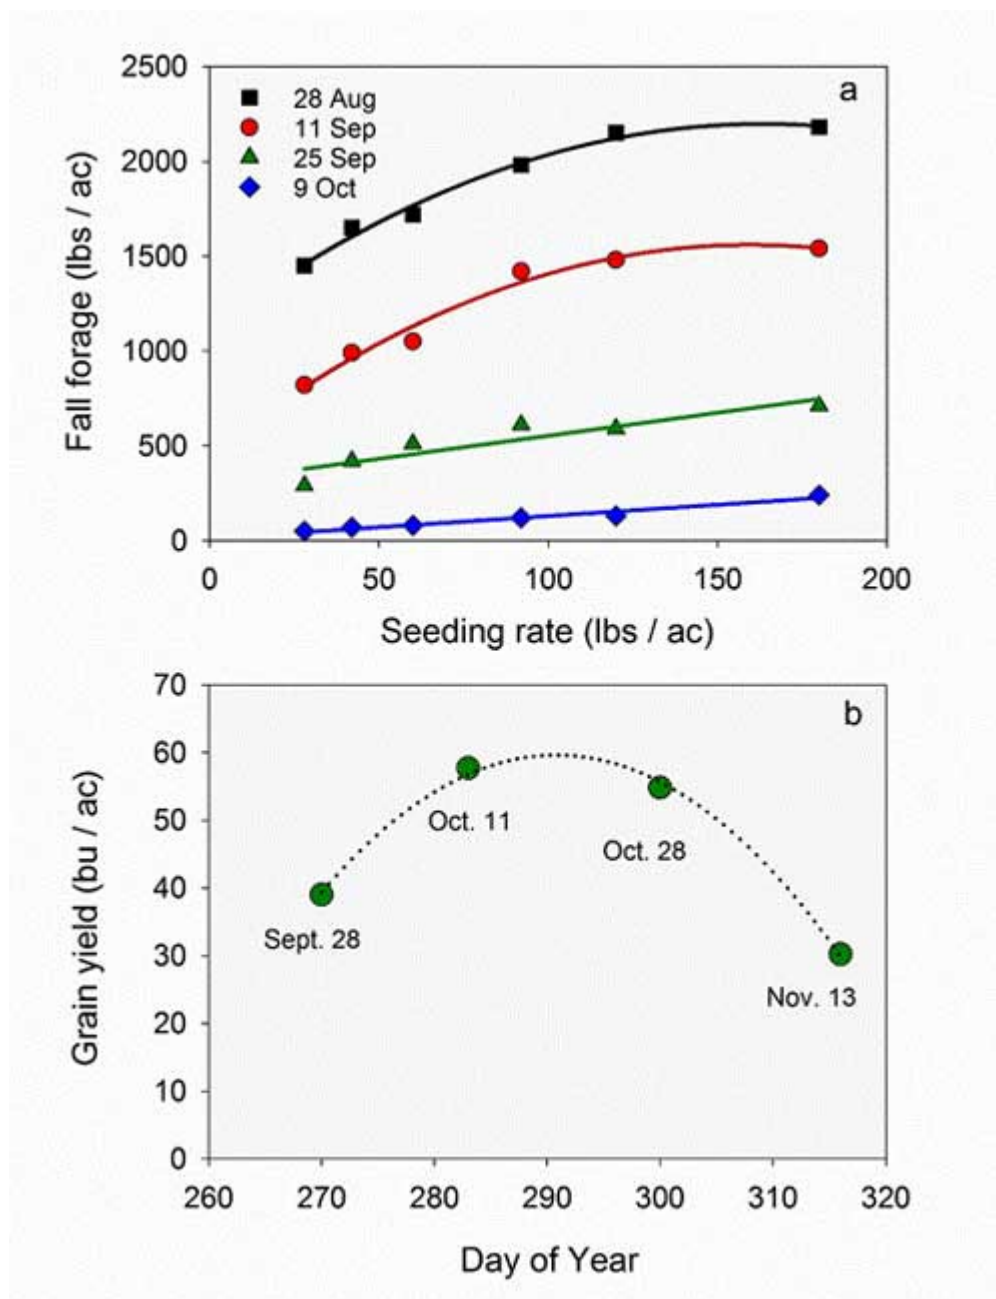 2500
a
28 Aug
11 Sep
25 Sep
9 Oct
2000
1500
1000
500
0
Fall forage (lbs / ac)
0 50 100 150 200
Seeding rate (lbs / ac)
70
b
60
50
40
30
20
10
0
Grain yield (bu / ac)
Oct. 11
Oct. 28
Sept. 28
Nov. 13
260 270 280 290 300 310 320
Day of Year